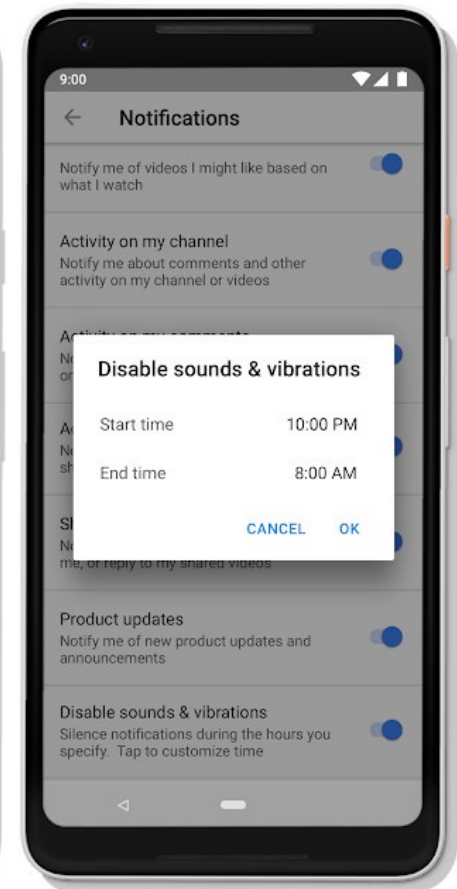 9:00
Notifications
Notify me of videos I might like based on
what I watch
Activity on my channel
Notify me about comments and other
activity on my channel or videos
Disable sounds & vibrations
Start time 10:00 PM
End time 8:00 AM
CANCEL OK
me, or reply to my shared videos
Product updates
Notify me of new product updates and
announcements
Disable sounds & vibrations
Silence notifications during the hours you
specify. Tap to customize time